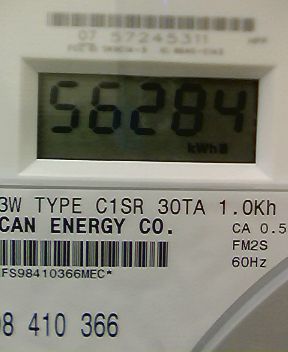 07 57245311
56284
kWh
3W TYPE C1SR 30TA 1.0Kh
CAN ENERGY CO.
CA 0.5
FM2S
60Hz
FS98410366MEC*
98 410 366